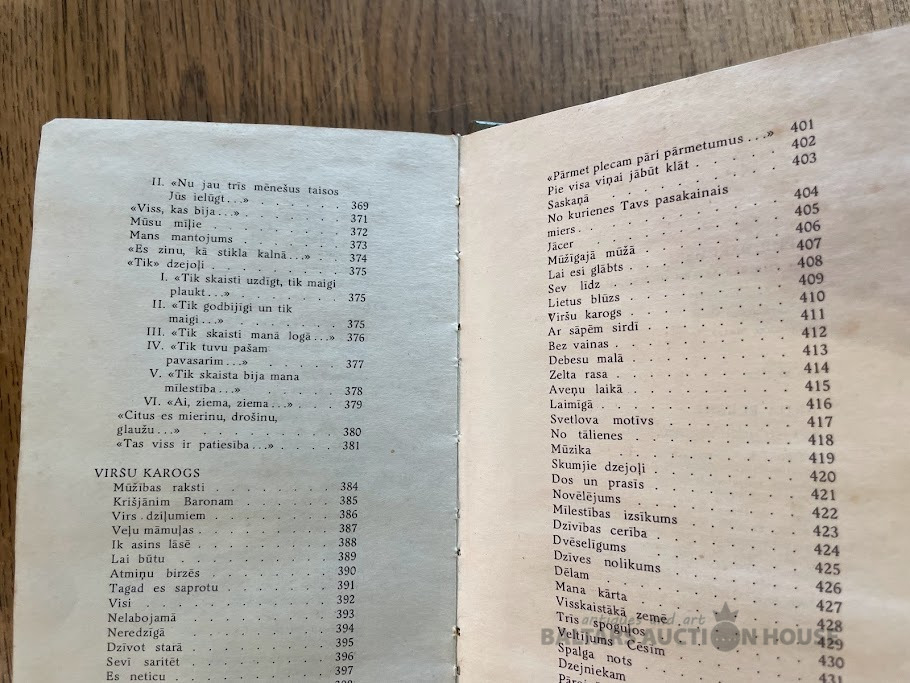 II. «Nu jau trīs mēnešus taisos
Jūs ielūgt...» 369
«Viss, kas bija...» 371
Mūsu mīļie 372
Mans mantojums 373
«Es zinu, kā stikla kalnā...» 374
«Tik» dzejoļi 375
I. «Tik skaisti uzdīgt, tik maigi
plaukt...» 375
II. «Tik godbijīgi un tik
maigi...» 375
III. «Tik skaisti manā logā...» 376
IV. «Tik tuvu pašam
pavasarim...» 377
V. «Tik skaista bija mana
mīlestība...» 378
VI. «Ai, ziema, ziema...» 379
«Citus es mierinu, drošinu,
glaužu...» 380
«Tas viss ir patiesība...» 381
VIRŠU KAROGS
Mūžības raksti 384
Krišjānim Baronam 385
Virs dziļumiem 386
Veļu māmuļas 387
Ik asins lāsē 388
Lai būtu 389
Atmiņu birzēs 390
Tagad es saprotu 391
Visi 392
Nelabojamā 393
Neredzīgā 394
Dzīvot starā 395
Sevi saritēt 396
Es neticu 397
«Pārmet plecam pāri pārmetumus...» 401
Pie visa viņai jābūt klāt 402
Saskaņā 403
No kurienes Tavs pasakainais
miers 404
Jācer 405
Mūžīgajā mūžā 406
Lai esi glābts 407
Sev līdz 408
Lietus blūzs 409
Viršu karogs 410
Ar sāpēm sirdī 411
Bez vainas 412
Debesu malā 413
Zelta rasa 414
Aveņu laikā 415
Laimīgā 416
Svetlova motīvs 417
No tālienes 418
Mūzika 419
Skumjie dzejoļi 420
Dos un prasīs 421
Novēlējums 422
Mīlestības izsīkums 423
Dzīvības cerība 424
Dvēselīgums 425
Dzīves nolikums 426
Dēlam 427
Mana kārta 428
Visskaistākā zemē 429
Trīs spoguļos 430
Veltījums Cēsīm 431
Spalga nots
Dzejniekam
antiques and art
BALTARS AUCTION HOUSE